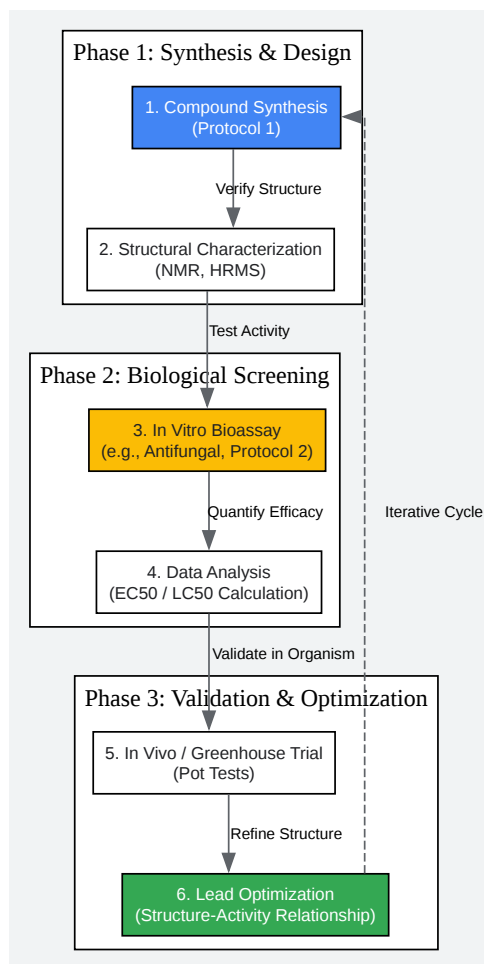 Phase 1: Synthesis & Design
1. Compound Synthesis
(Protocol 1)
Verify Structure
2. Structural Characterization
(NMR, HRMS)
Test Activity
Phase 2: Biological Screening
3. In Vitro Bioassay
(e.g., Antifungal, Protocol 2)
Quantify Efficacy
Iterative Cycle
4. Data Analysis
(EC50 / LC50 Calculation)
Validate in Organism
Phase 3: Validation & Optimization
5. In Vivo / Greenhouse Trial
(Pot Tests)
Refine Structure
6. Lead Optimization
(Structure-Activity Relationship)